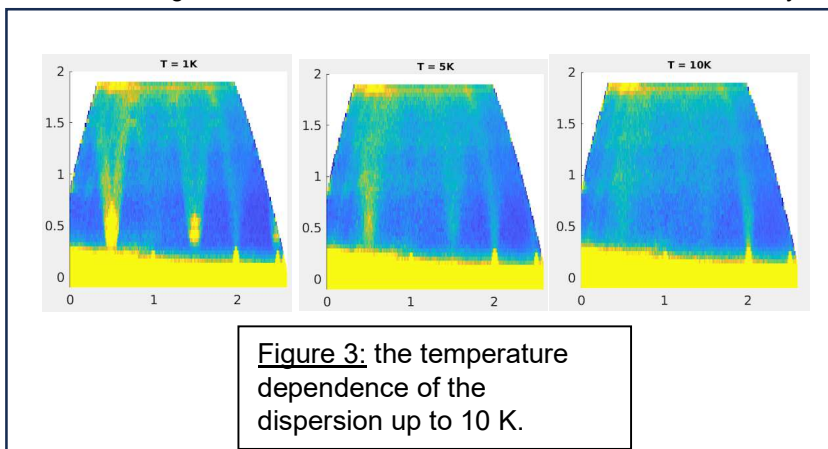 T = 1K T = 5K T = 10K
2 2 2
1.5 1.5 1.5
1 1 1
0.5 0.5 0.5
0 0 0
0 1 2 0 1 2 0 1 2
Figure 3: the temperature
dependence of the
dispersion up to 10 K.